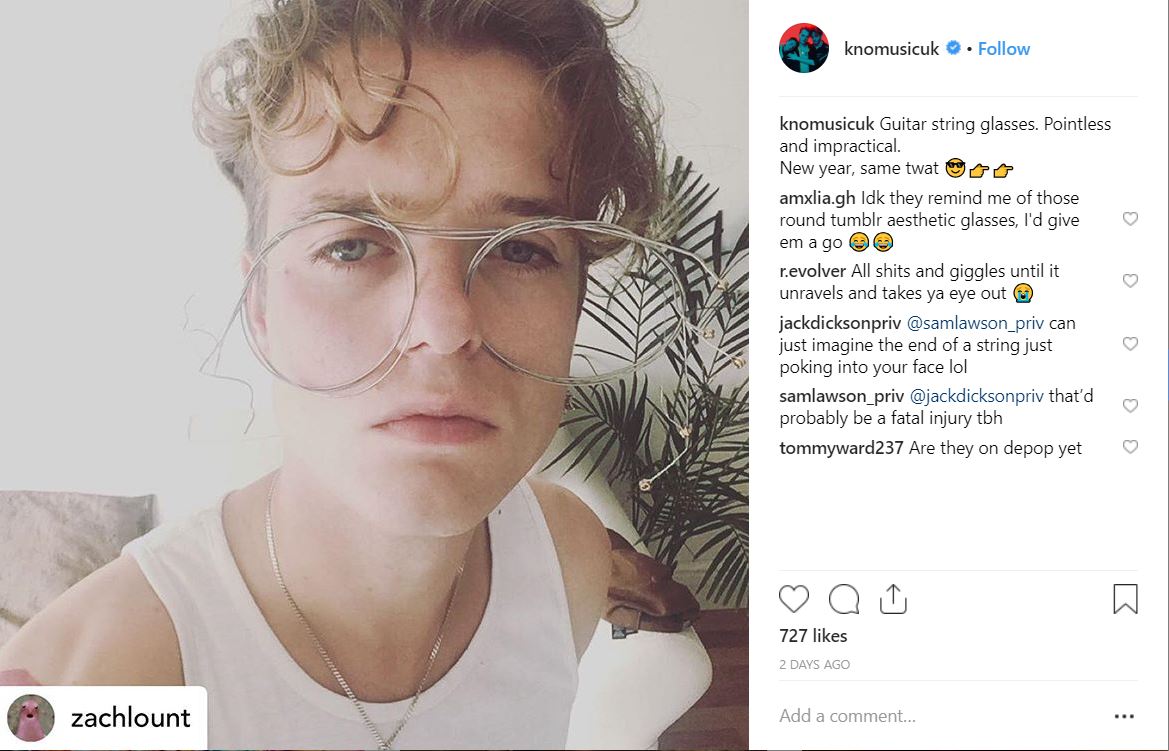 knomusicuk • Follow
knomusicuk Guitar string glasses. Pointless
and impractical.
New year, same twat 😎👉👉
amxlia.gh Idk they remind me of those
round tumblr aesthetic glasses, I'd give
em a go 😂😂
r.evolver All shits and giggles until it
unravels and takes ya eye out 😭
jackdicksonpriv @samlawson_priv can
just imagine the end of a string just
poking into your face lol
samlawson_priv @jackdicksonpriv that'd
probably be a fatal injury tbh
tommyward237 Are they on depop yet
727 likes
2 DAYS AGO
Add a comment...
zachlount